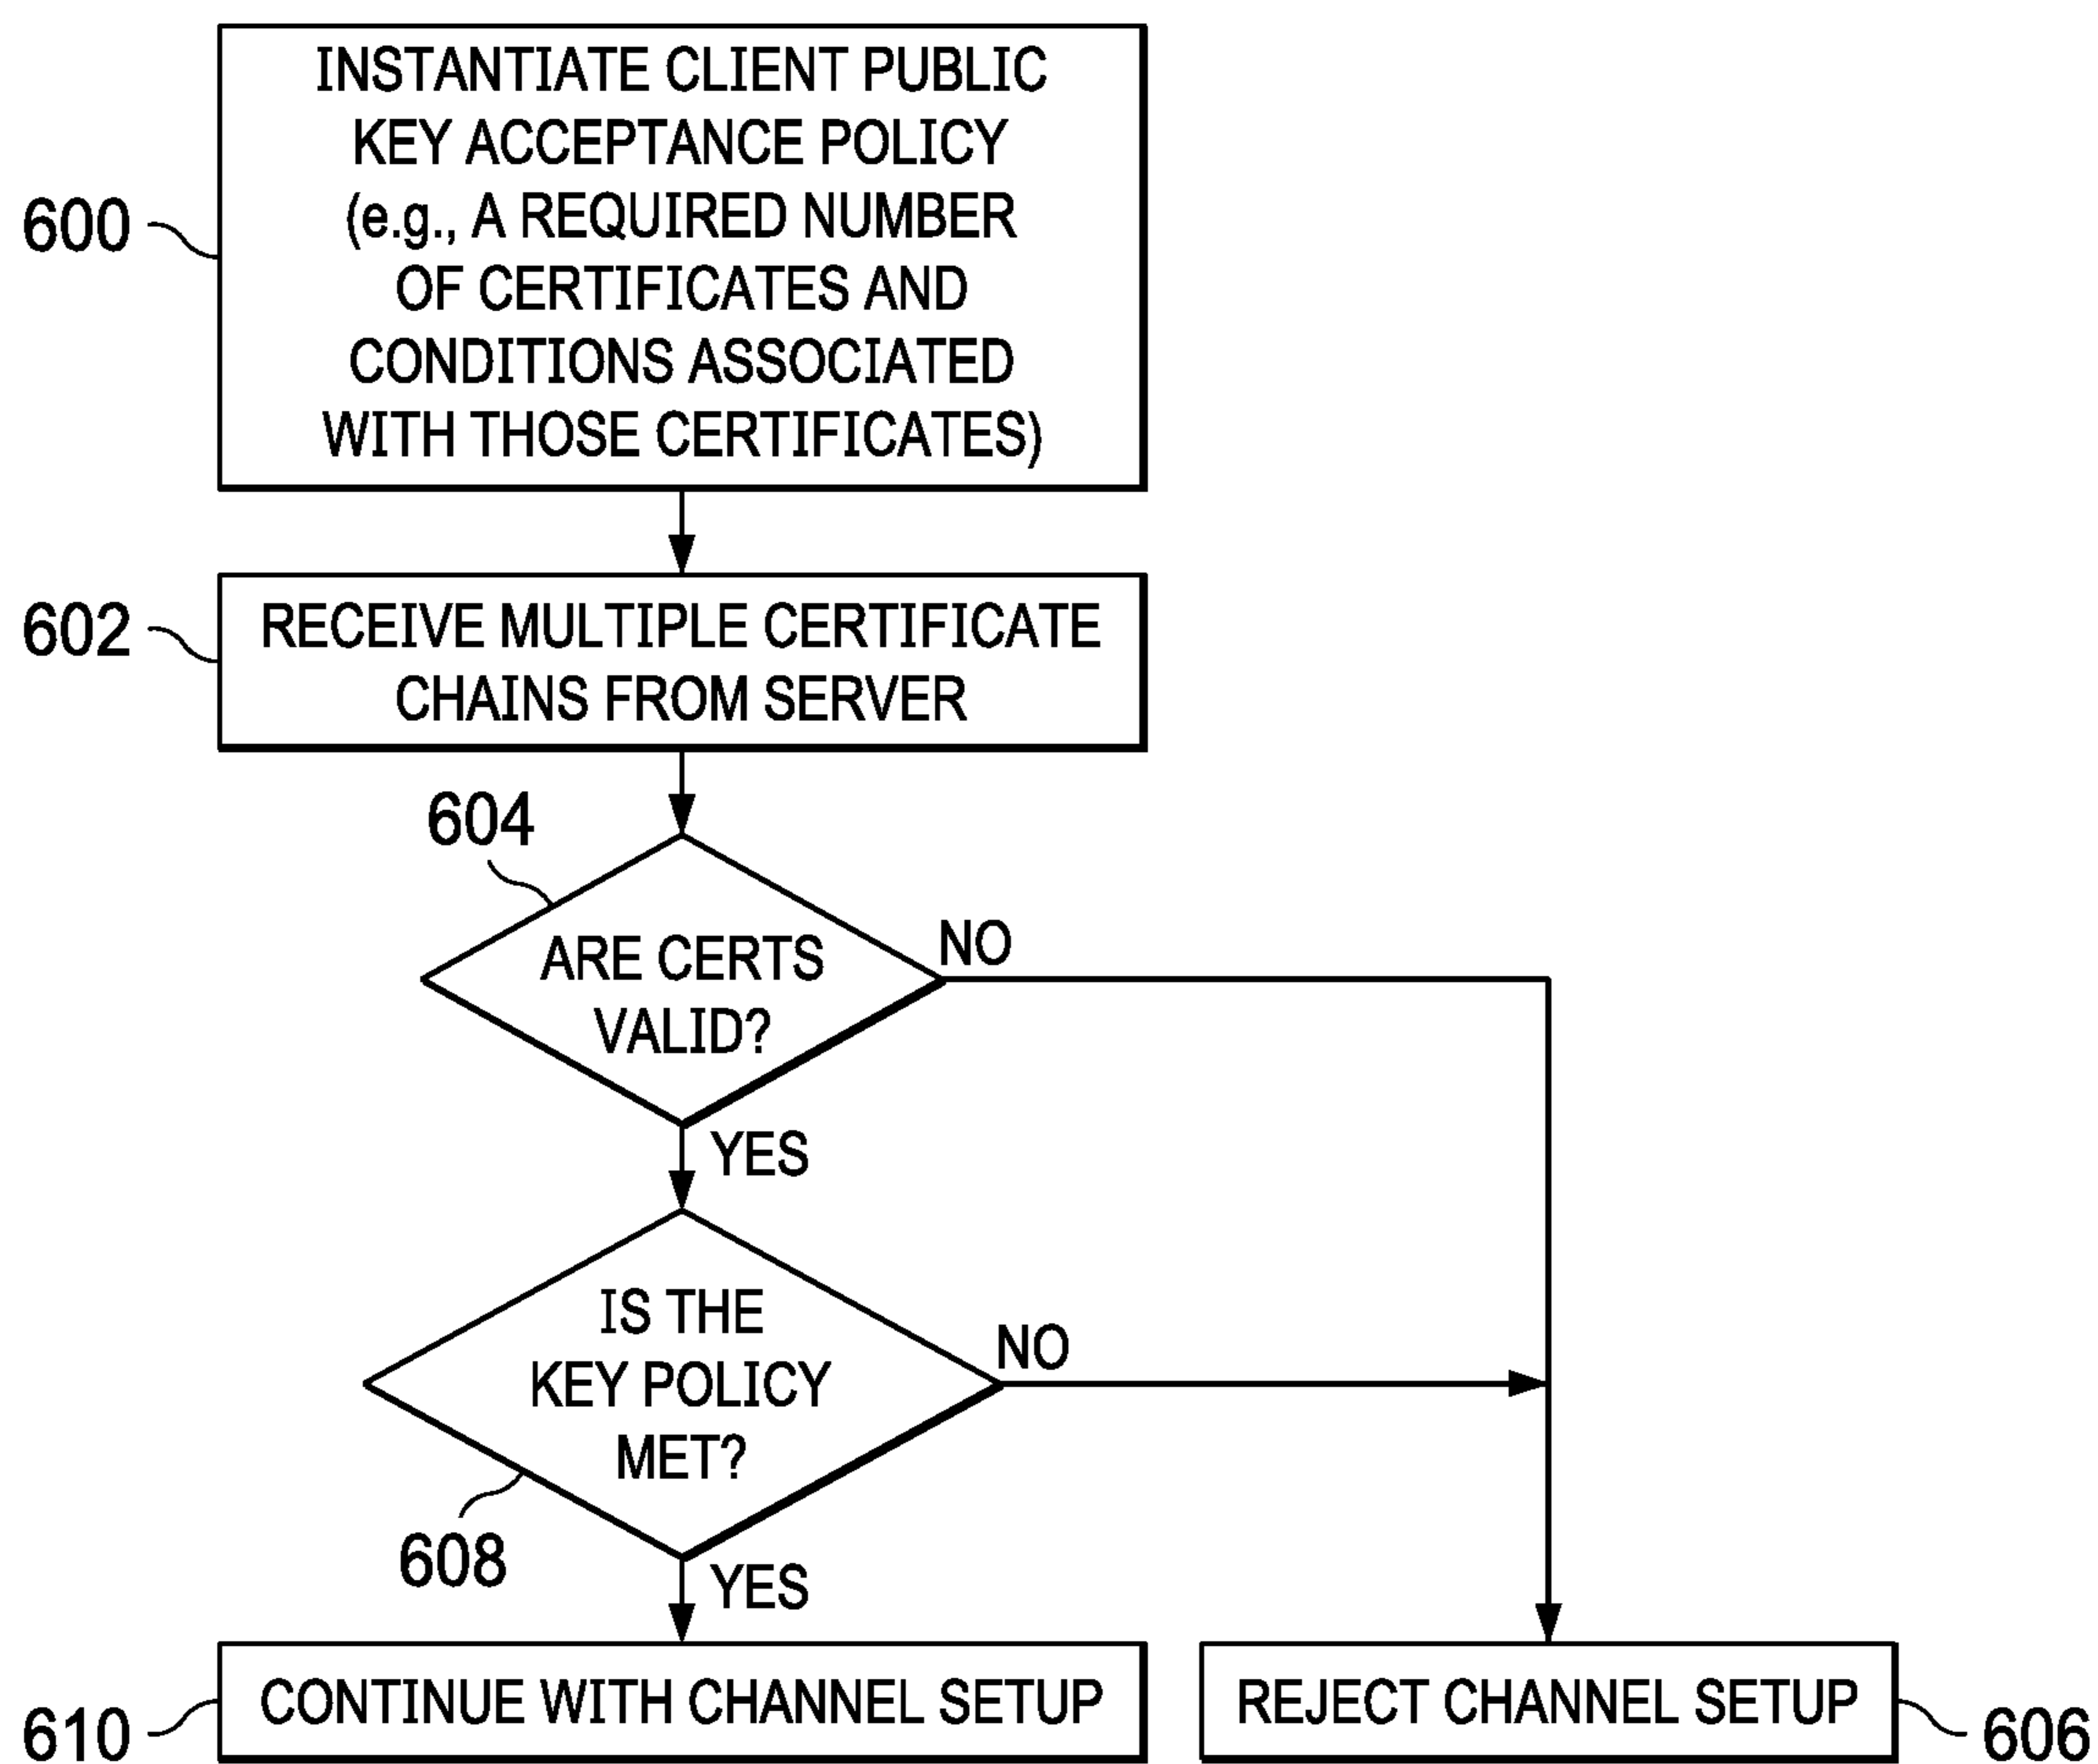 INSTANTIATE CLIENT PUBLIC
KEY ACCEPTANCE POLICY
(e.g., A REQUIRED NUMBER
OF CERTIFICATES AND
CONDITIONS ASSOCIATED
WITH THOSE CERTIFICATES)
600
RECEIVE MULTIPLE CERTIFICATE
CHAINS FROM SERVER
602
604
ARE CERTS
VALID?
NO
YES
IS THE
KEY POLICY
MET?
NO
608
YES
CONTINUE WITH CHANNEL SETUP
610
REJECT CHANNEL SETUP
606